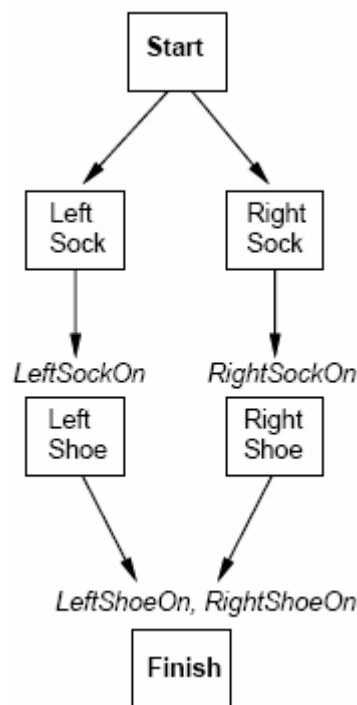 Start
Left
Sock
Right
Sock
LeftSockOn
RightSockOn
Left
Shoe
Right
Shoe
LeftShoeOn, RightShoeOn
Finish